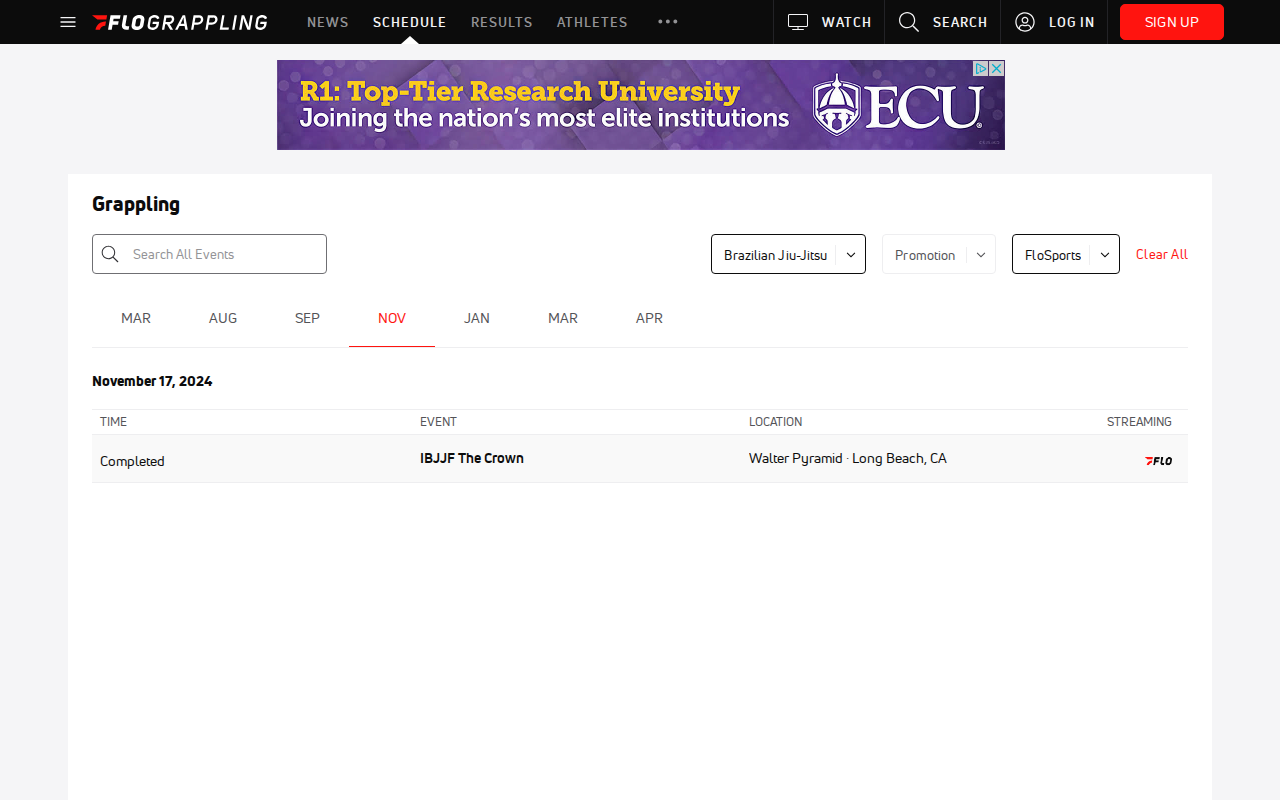 FLOGRAPPLING NEWS SCHEDULE RESULTS ATHLETES ••• WATCH SEARCH LOG IN SIGN UP
R1: Top-Tier Research University
Joining the nation's most elite institutions
ECU®
Grappling
Search All Events Brazilian Jiu-Jitsu Promotion FloSports Clear All
MAR AUG SEP NOV JAN MAR APR
November 17, 2024
TIME EVENT LOCATION STREAMING
Completed IBJJF The Crown Walter Pyramid · Long Beach, CA FLO